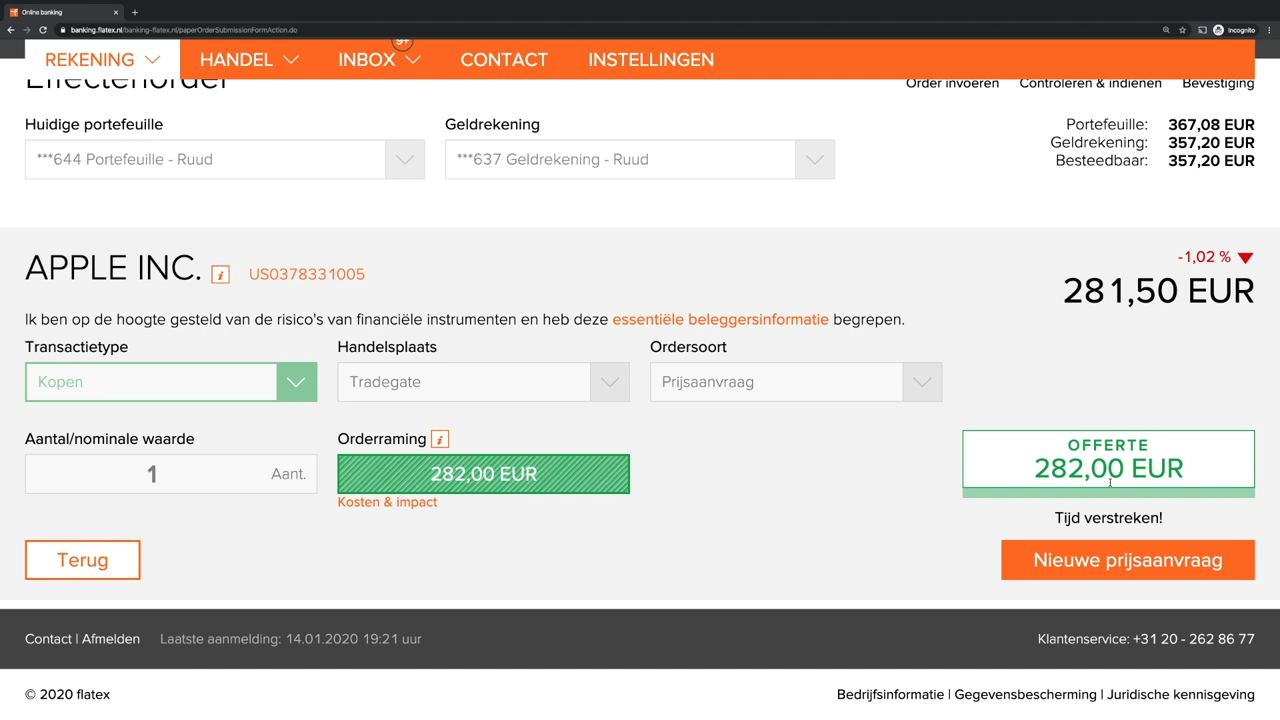 Online banking
banking.flatex.nl/banking-flatex.nl/paperOrderSubmissionFormAction.do
Incognito
REKENING HANDEL INBOX 9+ CONTACT INSTELLINGEN
Effectenorder
Order invoeren Controleren & indienen Bevestiging
Huidige portefeuille Geldrekening
***644 Portefeuille - Ruud ***637 Geldrekening - Ruud
Portefeuille: 367,08 EUR
Geldrekening: 357,20 EUR
Besteedbaar: 357,20 EUR
APPLE INC. i US0378331005
-1,02 %
281,50 EUR
Ik ben op de hoogte gesteld van de risico's van financiële instrumenten en heb deze essentiële beleggersinformatie begrepen.
Transactietype Handelsplaats Ordersoort
Kopen Tradegate Prijsaanvraag
Aantal/nominale waarde Orderraming i
1 Aant. 282,00 EUR
Kosten & impact
OFFERTE
282,00 EUR
Tijd verstreken!
Terug Nieuwe prijsaanvraag
Contact | Afmelden Laatste aanmelding: 14.01.2020 19:21 uur Klantenservice: +31 20 - 262 86 77
© 2020 flatex Bedrijfsinformatie | Gegevensbescherming | Juridische kennisgeving